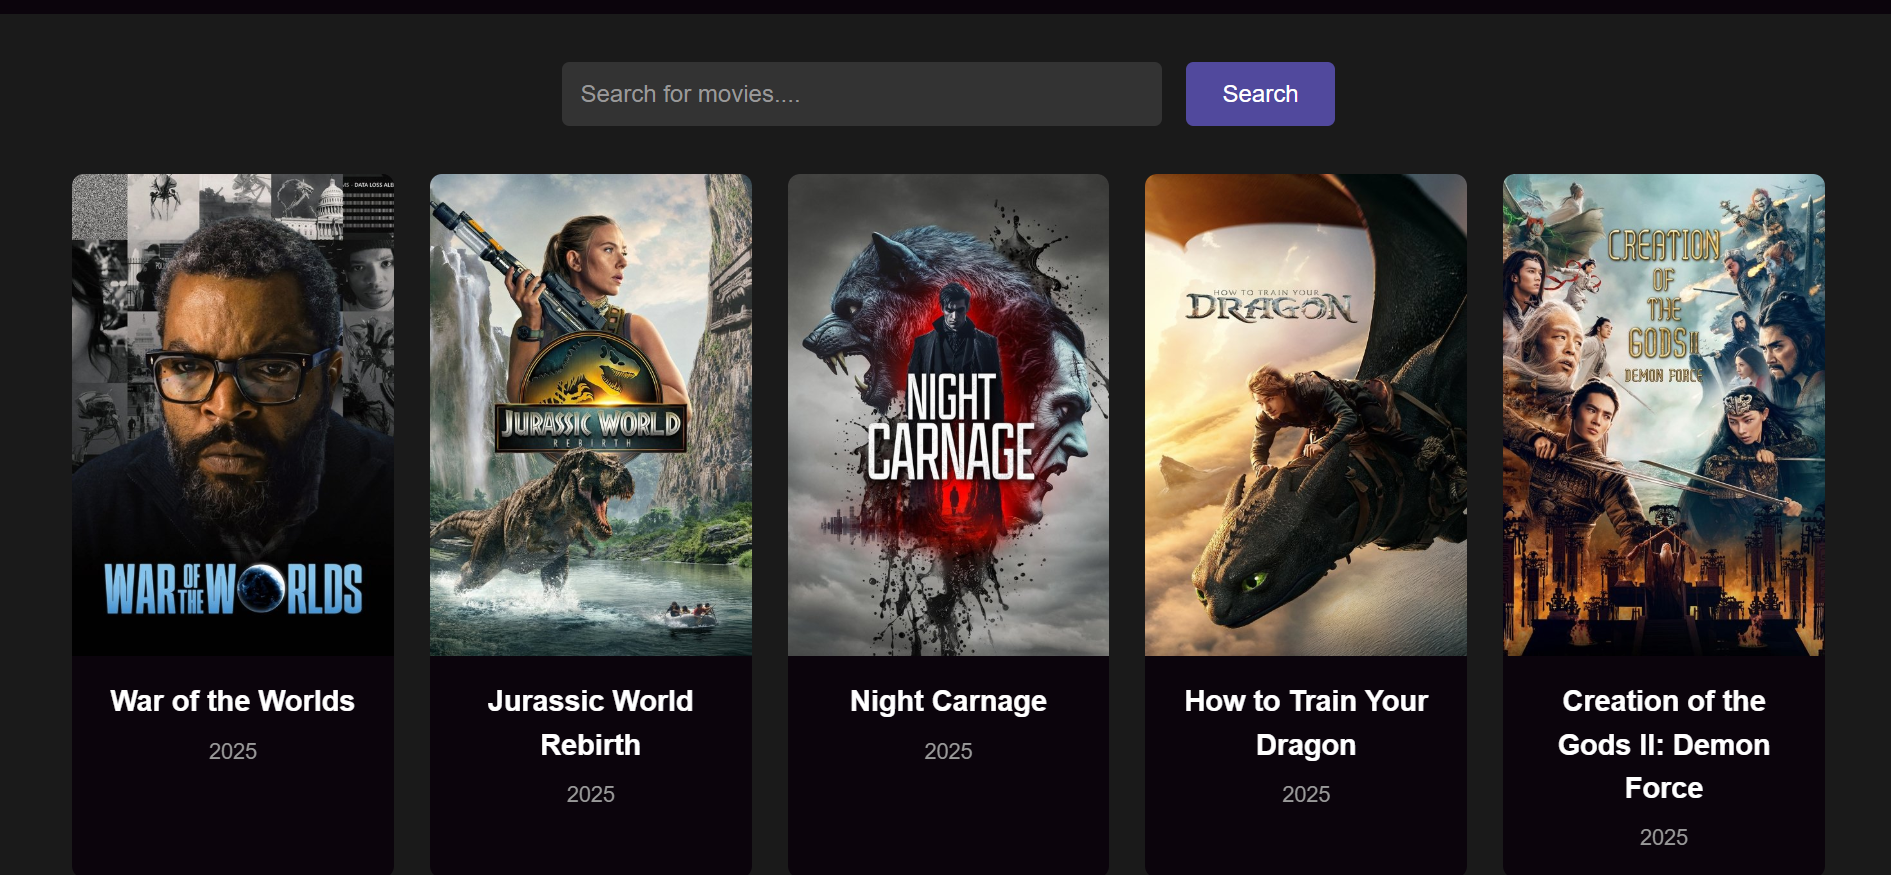 Search for movies....
Search
DATA LOSS
WAR OF THE WORLDS
JURASSIC WORLD
REBIRTH
NIGHT
CARNAGE
HOW TO TRAIN YOUR
DRAGON
CREATION
OF
THE
GODS II
DEMON FORCE
War of the Worlds
2025
Jurassic World
Rebirth
2025
Night Carnage
2025
How to Train Your
Dragon
2025
Creation of the
Gods II: Demon
Force
2025